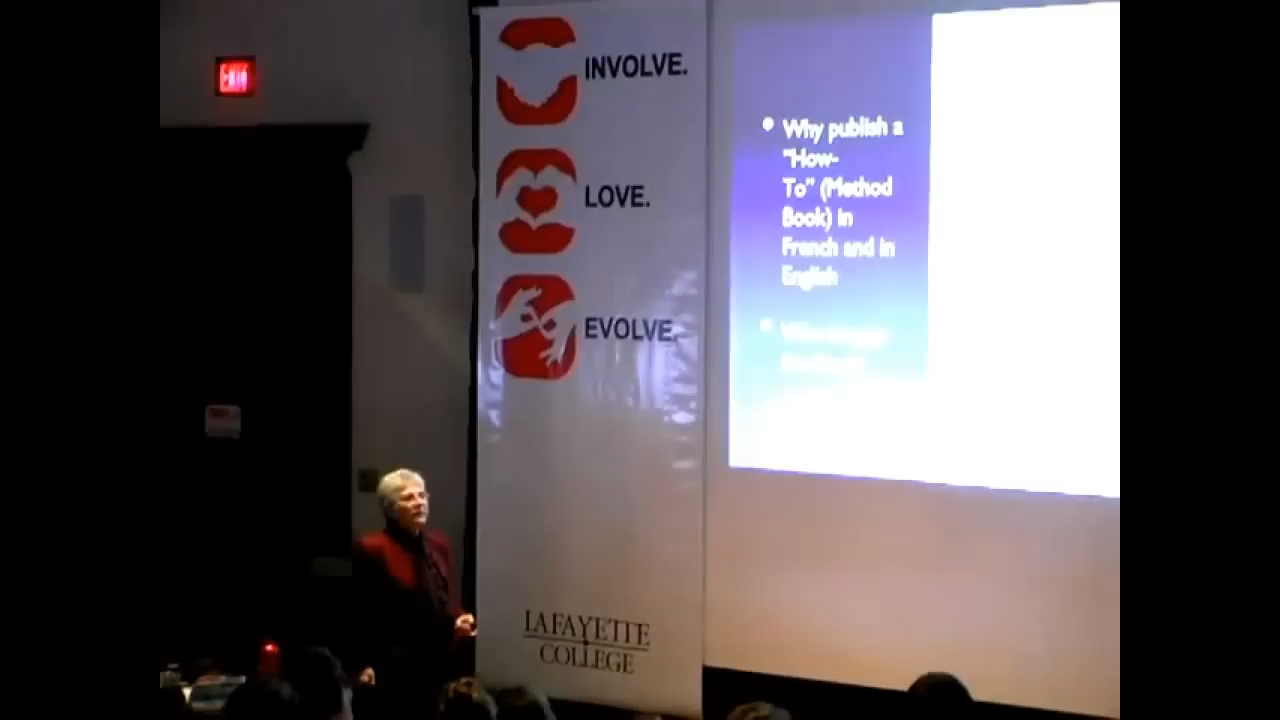 EXIT
INVOLVE.
LOVE.
EVOLVE.
LAFAYETTE
COLLEGE
• Why publish a
"How-
To" (Method
Book) in
French and in
English